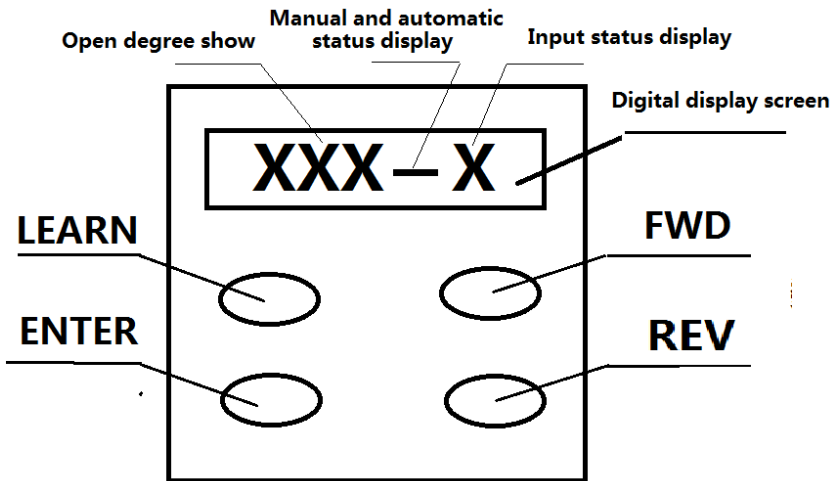 Manual and automatic
status display
Open degree show
Input status display
Digital display screen
XXX – X
LEARN
FWD
ENTER
REV